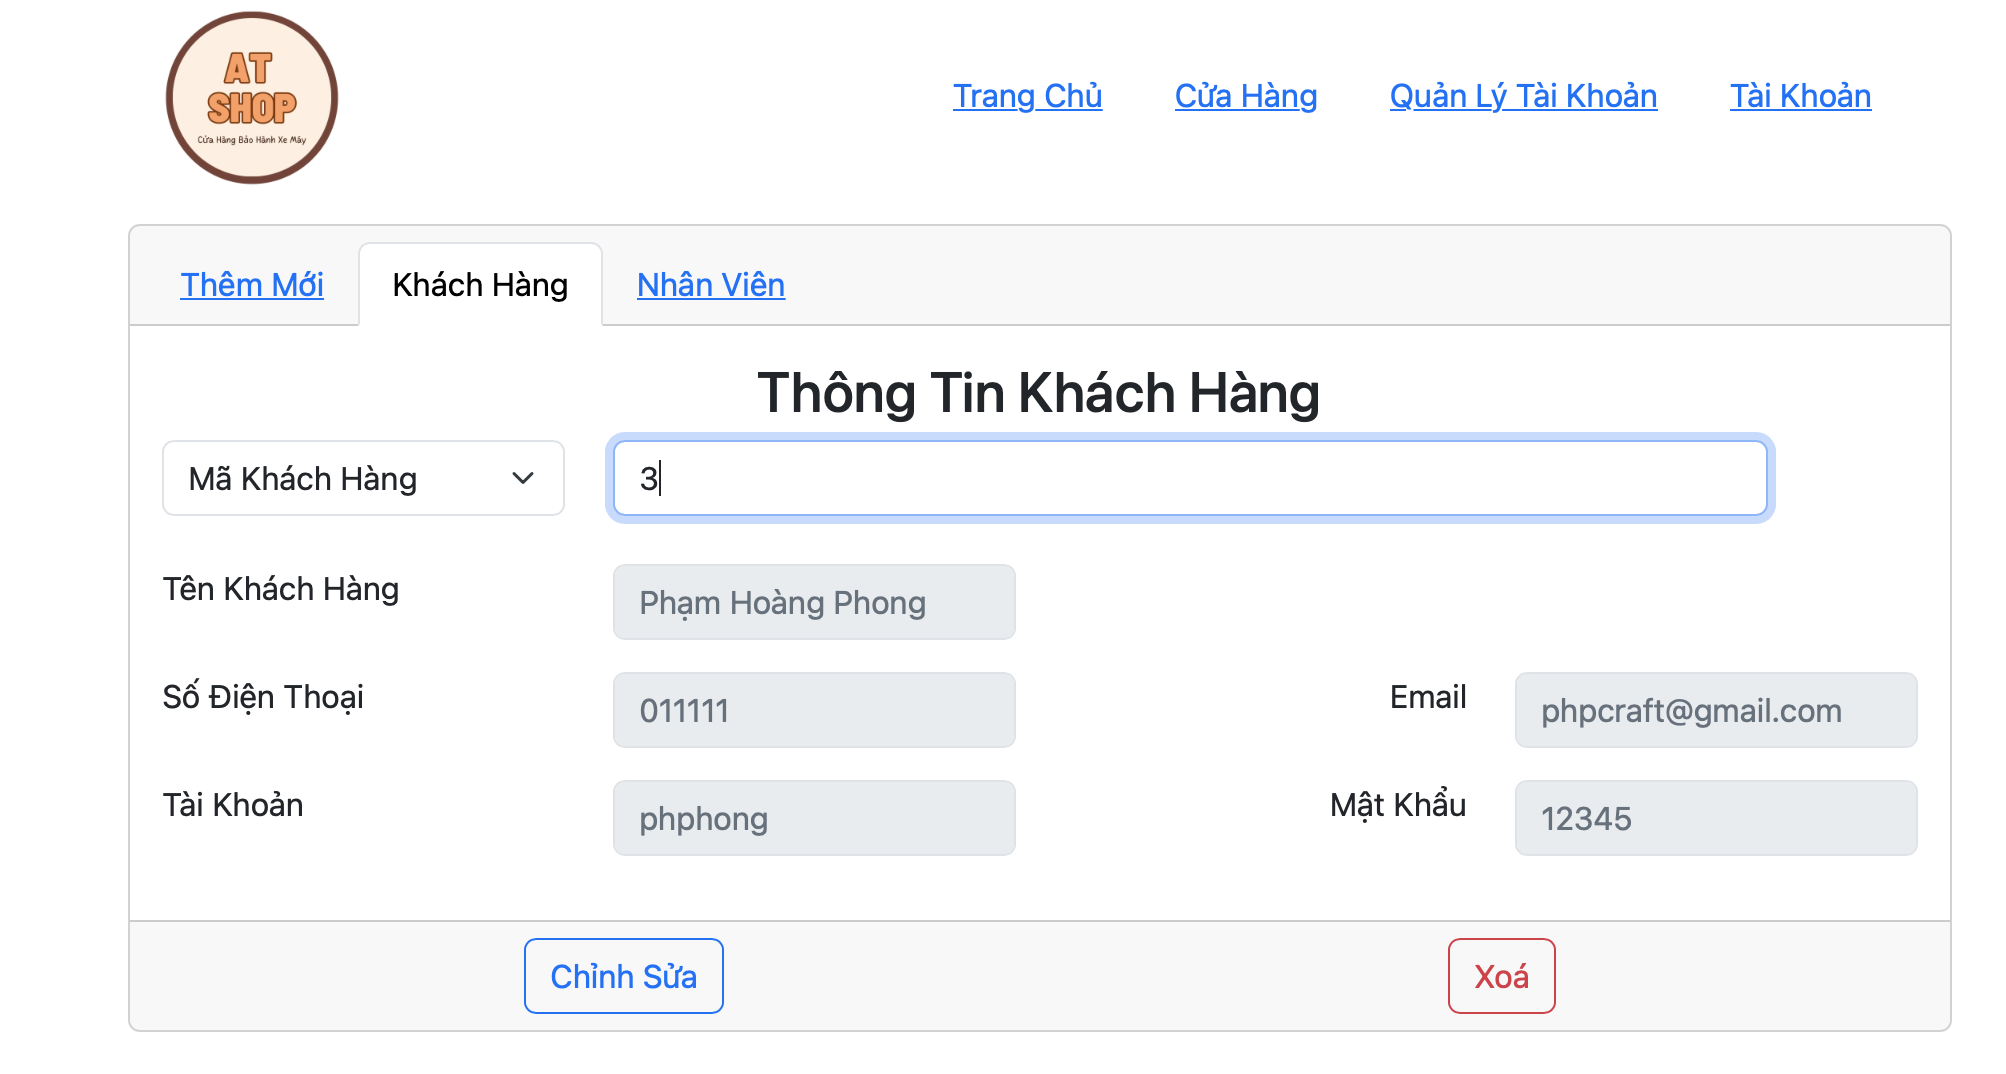 AT
SHOP
Cửa Hàng Bảo Hành Xe Máy
Trang Chủ Cửa Hàng Quản Lý Tài Khoản Tài Khoản
Thêm Mới Khách Hàng Nhân Viên
Thông Tin Khách Hàng
Mã Khách Hàng 3
Tên Khách Hàng Phạm Hoàng Phong
Số Điện Thoại 011111 Email phpcraft@gmail.com
Tài Khoản phphong Mật Khẩu 12345
Chỉnh Sửa Xoá